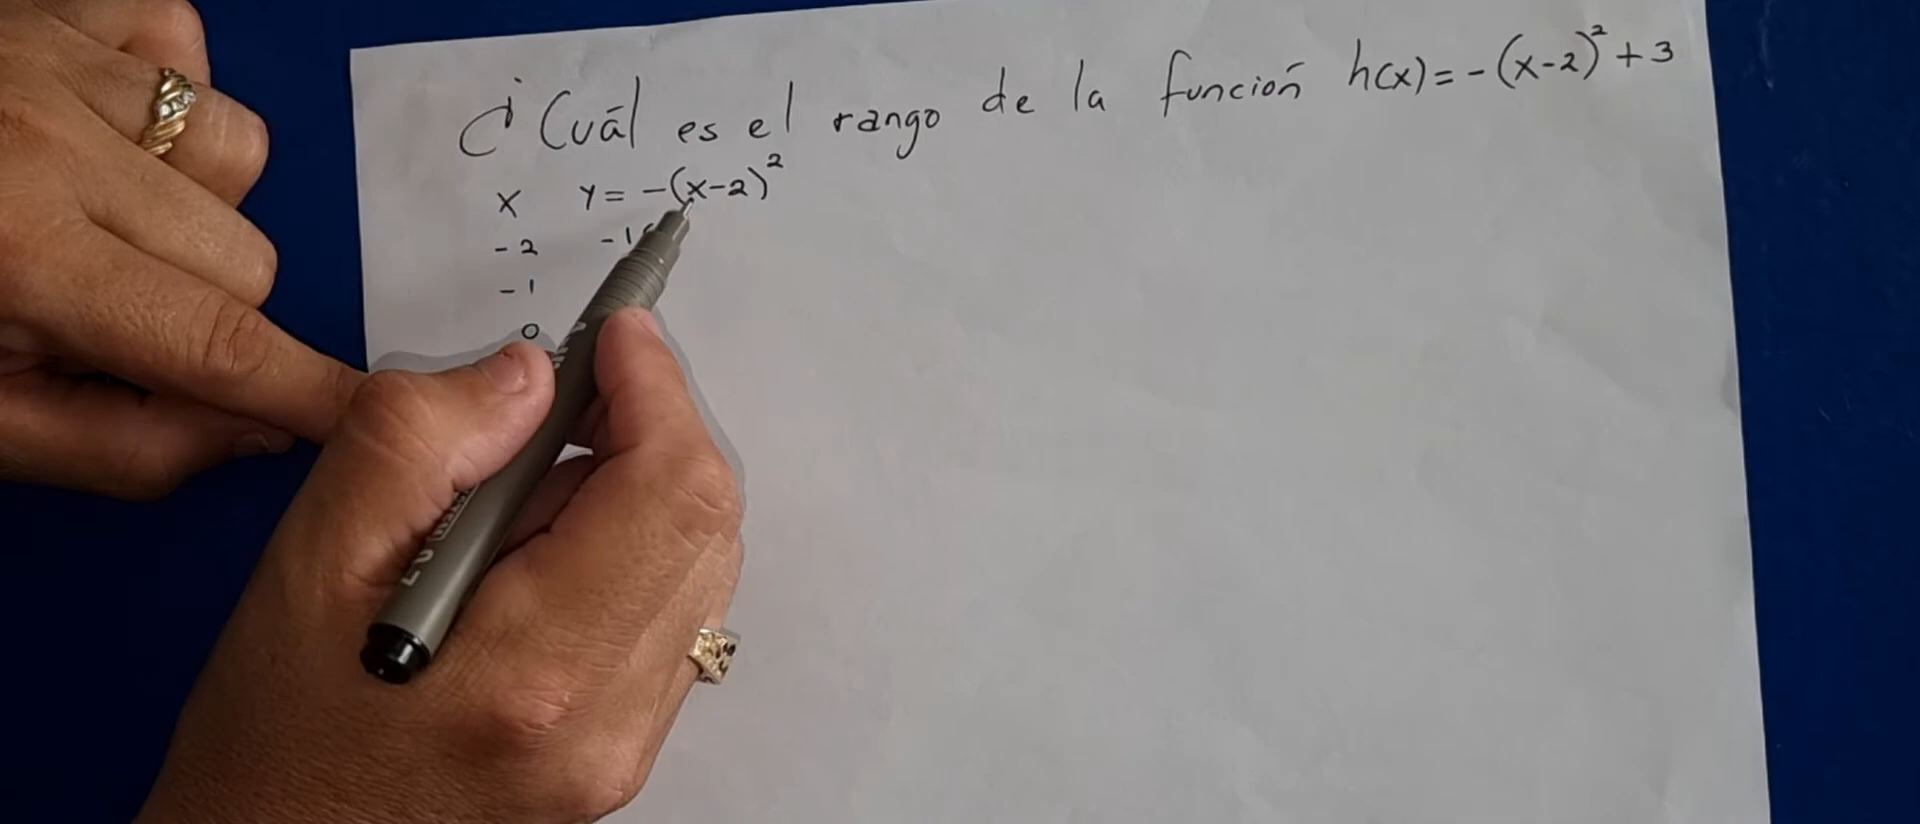 ¿Cuál es el rango de la función h(x) = -(x-2)² + 3
x y = -(x-2)²
-2
-1
0